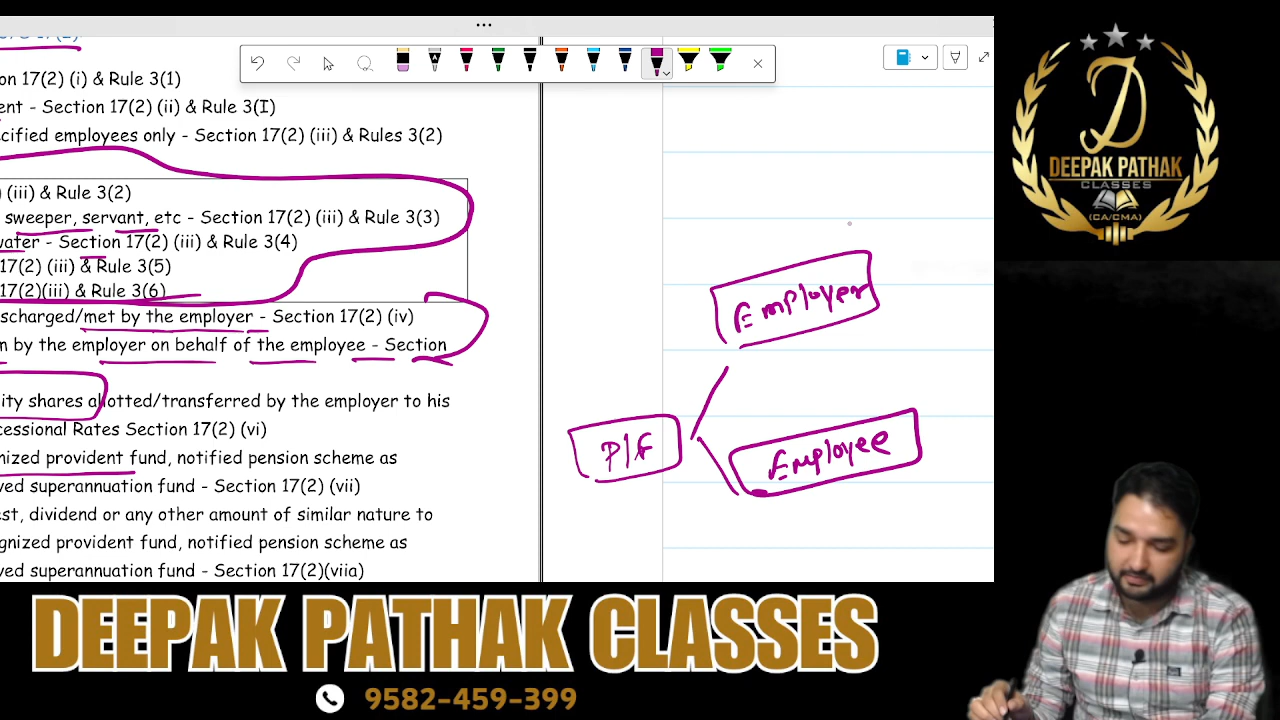 ion 17(2) (i) & Rule 3(1)
ent - Section 17(2) (ii) & Rule 3(I)
cified employees only - Section 17(2) (iii) & Rules 3(2)
(iii) & Rule 3(2)
sweeper, servant, etc - Section 17(2) (iii) & Rule 3(3)
water - Section 17(2) (iii) & Rule 3(4)
17(2) (iii) & Rule 3(5)
17(2)(iii) & Rule 3(6)
scharged/met by the employer - Section 17(2) (iv)
m by the employer on behalf of the employee - Section
ity shares allotted/transferred by the employer to his
cessional Rates Section 17(2) (vi)
nized provident fund, notified pension scheme as
ved superannuation fund - Section 17(2) (vii)
est, dividend or any other amount of similar nature to
gnized provident fund, notified pension scheme as
ved superannuation fund - Section 17(2)(viia)
Employer
P/F
Employee
D
DEEPAK PATHAK
CLASSES
(CA/CMA)
DEEPAK PATHAK CLASSES
9582-459-399